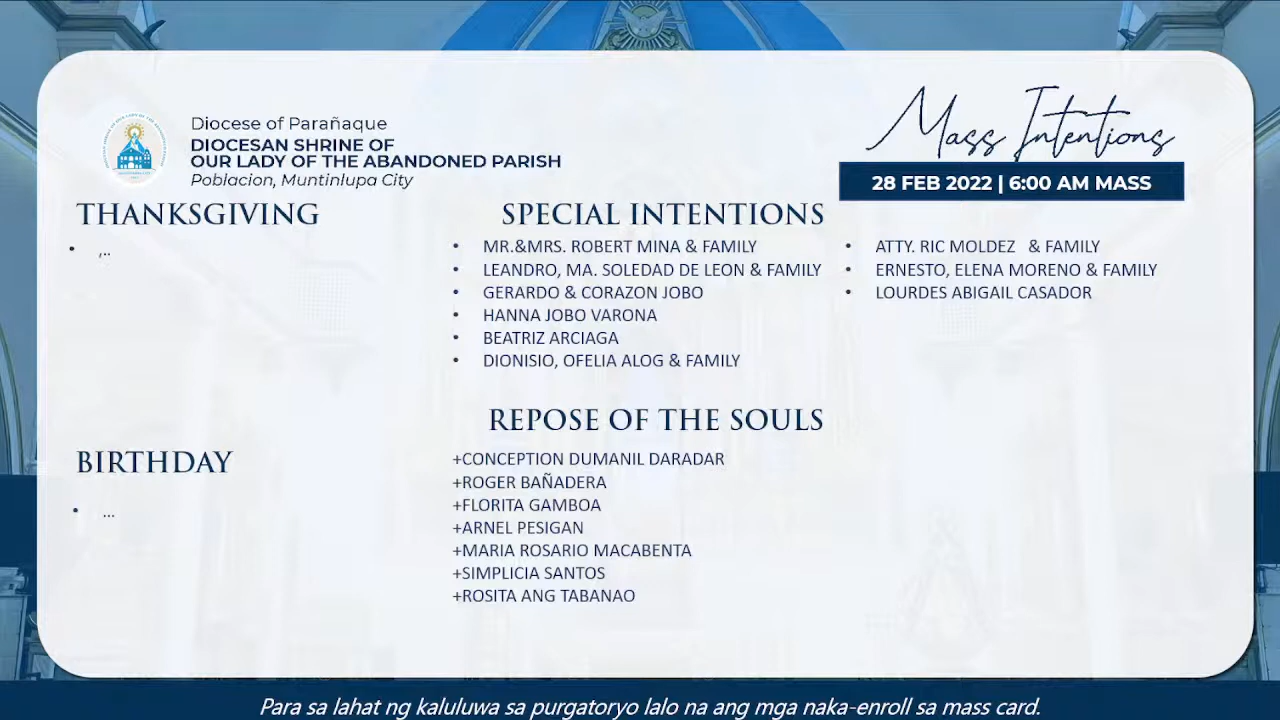 Diocese of Parañaque
DIOCESAN SHRINE OF
OUR LADY OF THE ABANDONED PARISH
Poblacion, Muntinlupa City
Mass Intentions
28 FEB 2022 | 6:00 AM MASS
THANKSGIVING
• ,..
BIRTHDAY
• ...
SPECIAL INTENTIONS
• MR.&MRS. ROBERT MINA & FAMILY
• LEANDRO, MA. SOLEDAD DE LEON & FAMILY
• GERARDO & CORAZON JOBO
• HANNA JOBO VARONA
• BEATRIZ ARCIAGA
• DIONISIO, OFELIA ALOG & FAMILY
• ATTY. RIC MOLDEZ & FAMILY
• ERNESTO, ELENA MORENO & FAMILY
• LOURDES ABIGAIL CASADOR
REPOSE OF THE SOULS
+CONCEPTION DUMANIL DARADAR
+ROGER BAÑADERA
+FLORITA GAMBOA
+ARNEL PESIGAN
+MARIA ROSARIO MACABENTA
+SIMPLICIA SANTOS
+ROSITA ANG TABANAO
Para sa lahat ng kaluluwa sa purgatoryo lalo na ang mga naka-enroll sa mass card.